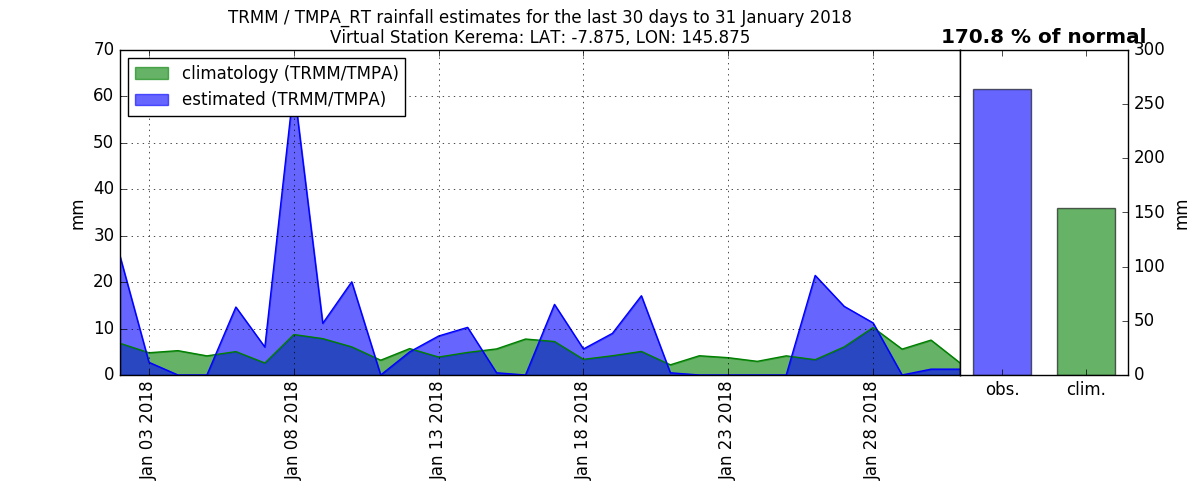 TRMM / TMPA_RT rainfall estimates for the last 30 days to 31 January 2018
Virtual Station Kerema: LAT: -7.875, LON: 145.875
170.8 % of normal
climatology (TRMM/TMPA)
estimated (TRMM/TMPA)
mm
70
60
50
40
30
20
10
0
Jan 03 2018
Jan 08 2018
Jan 13 2018
Jan 18 2018
Jan 23 2018
Jan 28 2018
300
250
200
150
100
50
0
mm
obs.
clim.